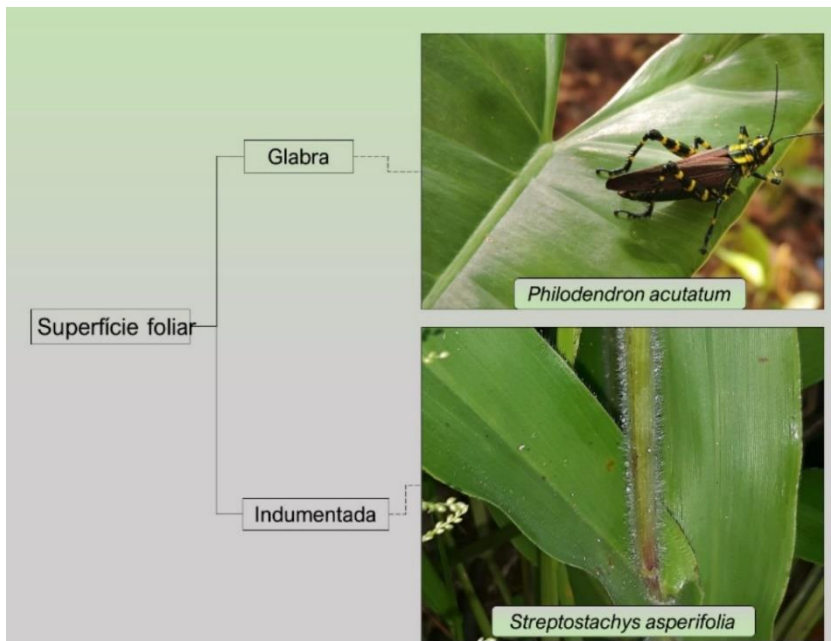 Glabra
Philodendron acutatum
Superfície foliar
Indumentada
Streptostachys asperifolia